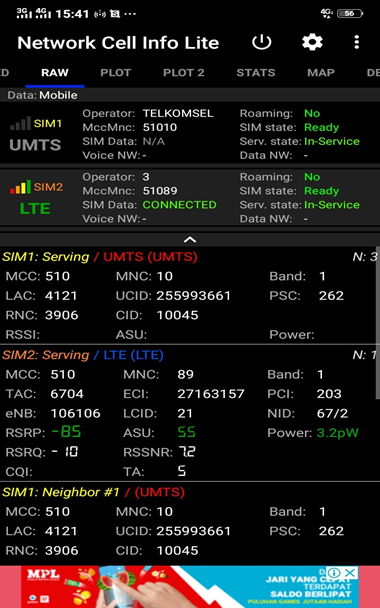 3G 4G 15:41 ... 4G 56
Network Cell Info Lite
ED RAW PLOT PLOT 2 STATS MAP DE
Data: Mobile
SIM1 Operator: TELKOMSEL Roaming: No
UMTS MccMnc: 51010 SIM state: Ready
SIM Data: N/A Serv. state: In-Service
Voice NW: - Data NW: -
SIM2 Operator: 3 Roaming: No
LTE MccMnc: 51089 SIM state: Ready
SIM Data: CONNECTED Serv. state: In-Service
Voice NW: - Data NW: -
SIM1: Serving / UMTS (UMTS) N: 3
MCC: 510 MNC: 10 Band: 1
LAC: 4121 UCID: 255993661 PSC: 262
RNC: 3906 CID: 10045
RSSI: ASU: Power:
SIM2: Serving / LTE (LTE) N: 1
MCC: 510 MNC: 89 Band: 1
TAC: 6704 ECI: 27163157 PCI: 203
eNB: 106106 LCID: 21 NID: 67/2
RSRP: -85 ASU: 55 Power: 3.2pW
RSRQ: -10 RSSNR: 7.2
CQI: TA: 5
SIM1: Neighbor #1 / (UMTS)
MCC: 510 MNC: 10 Band: 1
LAC: 4121 UCID: 255993661 PSC: 262
RNC: 3906 CID: 10045
MPL
JARI YANG CEPAT
TERDAPAT
SALDO BERLIPAT
PULUHAN GAMES JUTAAN HADIAH